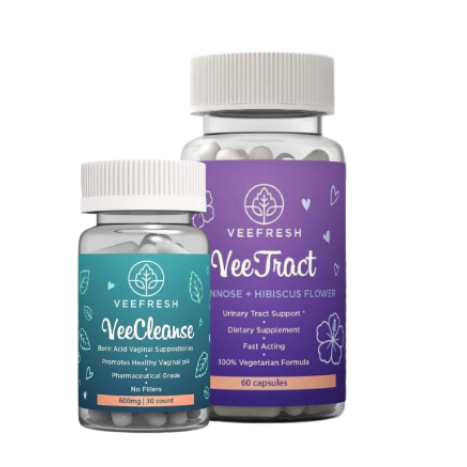 VEEFRESH
VeeCleanse
Boric Acid Vaginal Suppositories
Promotes Healthy Vaginal pH
Pharmaceutical Grade
No Fillers
600mg | 30 count
VEEFRESH
VeeTract
NNOSE + HIBISCUS FLOWER
Urinary Tract Support *
Dietary Supplement
Fast Acting
100% Vegetarian Formula
60 capsules